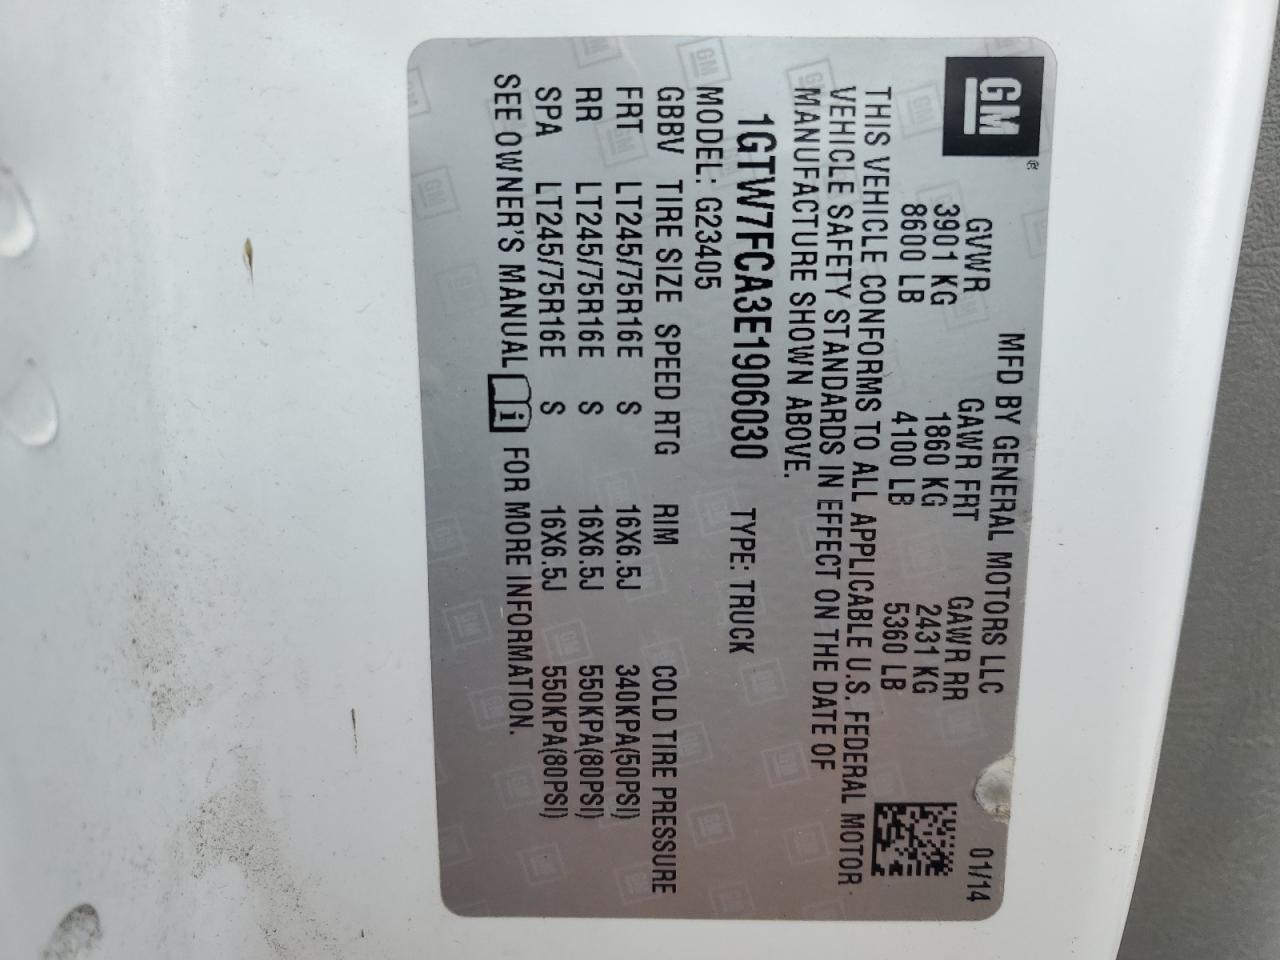 GM
®
MFD BY GENERAL MOTORS LLC
01/14
GVWR GAWR FRT GAWR RR
3901 KG 1860 KG 2431 KG
8600 LB 4100 LB 5360 LB
THIS VEHICLE CONFORMS TO ALL APPLICABLE U.S. FEDERAL MOTOR
VEHICLE SAFETY STANDARDS IN EFFECT ON THE DATE OF
MANUFACTURE SHOWN ABOVE.
1GTW7FCA3E1906030 TYPE: TRUCK
MODEL: G23405
GBBV TIRE SIZE SPEED RTG RIM COLD TIRE PRESSURE
FRT LT245/75R16E S 16X6.5J 340KPA(50PSI)
RR LT245/75R16E S 16X6.5J 550KPA(80PSI)
SPA LT245/75R16E S 16X6.5J 550KPA(80PSI)
SEE OWNER'S MANUAL i FOR MORE INFORMATION.